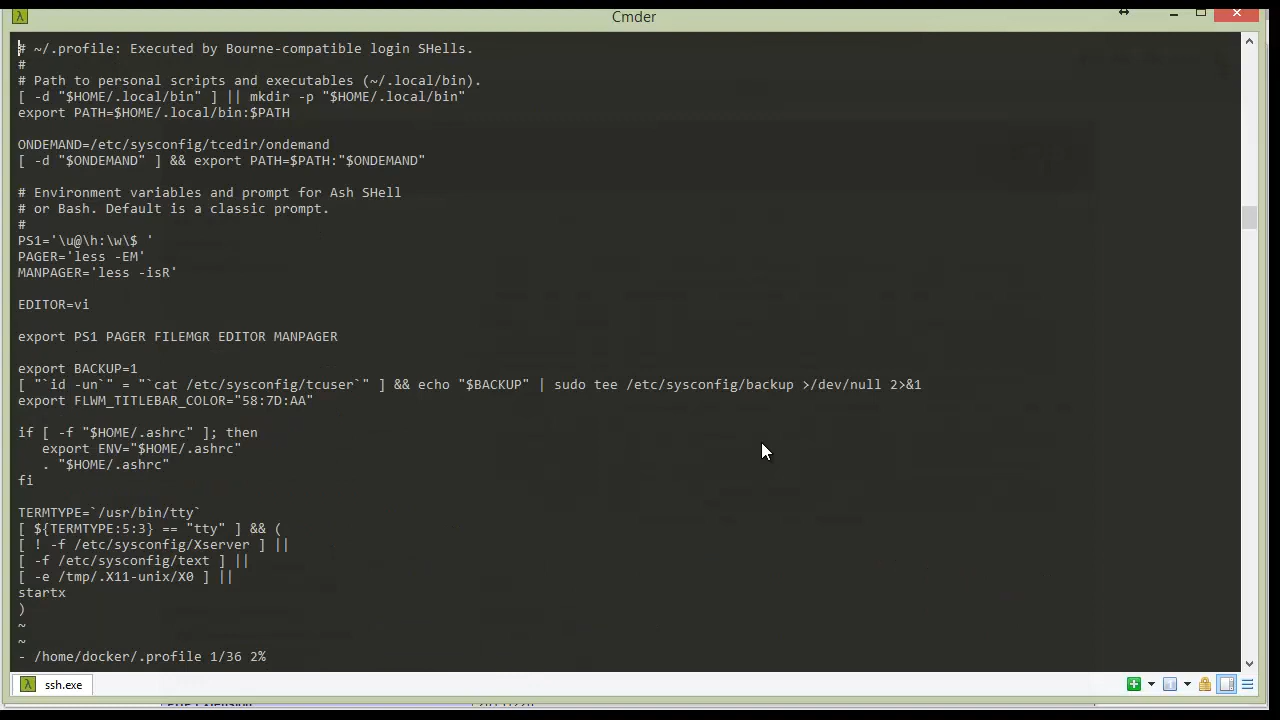 Cmder
# ~/.profile: Executed by Bourne-compatible login SHells.
#
# Path to personal scripts and executables (~/.local/bin).
[ -d "$HOME/.local/bin" ] || mkdir -p "$HOME/.local/bin"
export PATH=$HOME/.local/bin:$PATH
ONDEMAND=/etc/sysconfig/tcedir/ondemand
[ -d "$ONDEMAND" ] && export PATH=$PATH:"$ONDEMAND"
# Environment variables and prompt for Ash SHell
# or Bash. Default is a classic prompt.
#
PS1='\u@\h:\w\$ '
PAGER='less -EM'
MANPAGER='less -isR'
EDITOR=vi
export PS1 PAGER FILEMGR EDITOR MANPAGER
export BACKUP=1
[ "`id -un`" = "`cat /etc/sysconfig/tcuser`" ] && echo "$BACKUP" | sudo tee /etc/sysconfig/backup >/dev/null 2>&1
export FLWM_TITLEBAR_COLOR="58:7D:AA"
if [ -f "$HOME/.ashrc" ]; then
   export ENV="$HOME/.ashrc"
   . "$HOME/.ashrc"
fi
TERMTYPE=`/usr/bin/tty`
[ ${TERMTYPE:5:3} == "tty" ] && (
[ ! -f /etc/sysconfig/Xserver ] ||
[ -f /etc/sysconfig/text ] ||
[ -e /tmp/.X11-unix/X0 ] ||
startx
)
~
~
- /home/docker/.profile 1/36 2%
ssh.exe